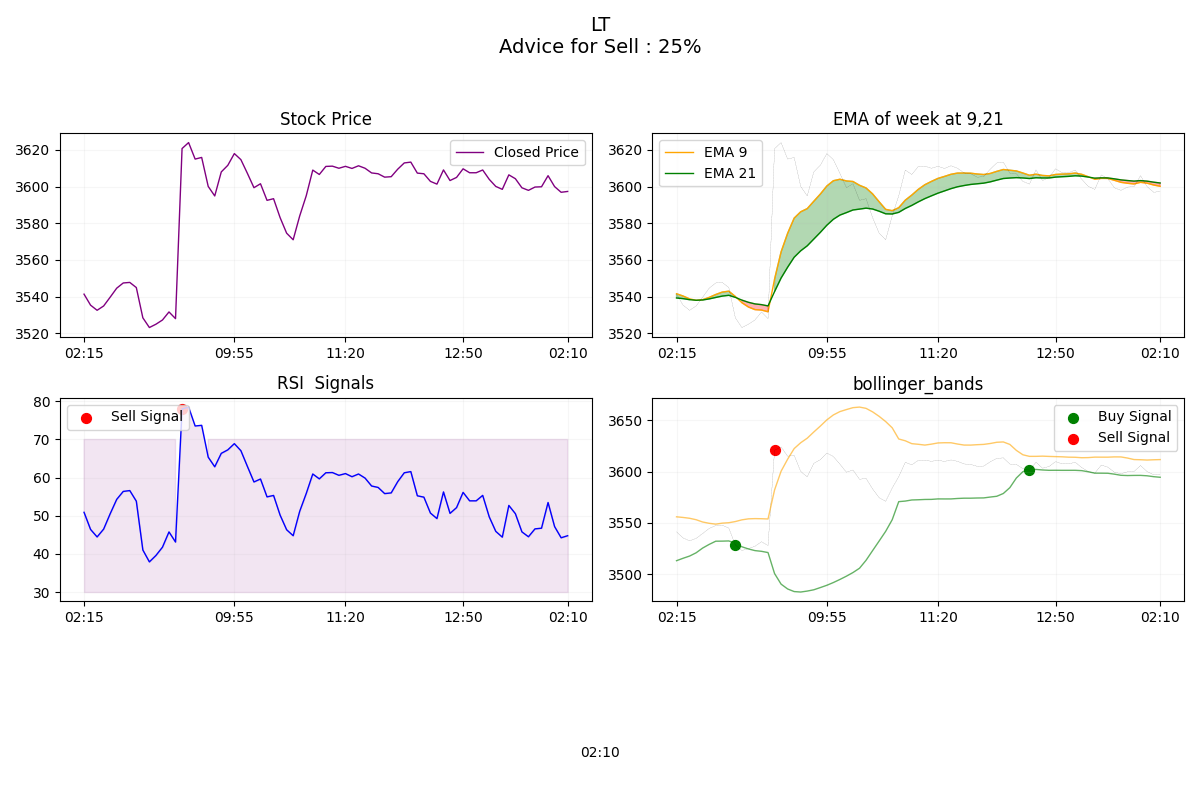 LT
Advice for Sell : 25%
Stock Price
Closed Price
3620
3600
3580
3560
3540
3520
02:15 09:55 11:20 12:50 02:10
EMA of week at 9,21
EMA 9
EMA 21
3620
3600
3580
3560
3540
3520
02:15 09:55 11:20 12:50 02:10
RSI  Signals
Sell Signal
80
70
60
50
40
30
02:15 09:55 11:20 12:50 02:10
bollinger_bands
Buy Signal
Sell Signal
3650
3600
3550
3500
02:15 09:55 11:20 12:50 02:10
02:10